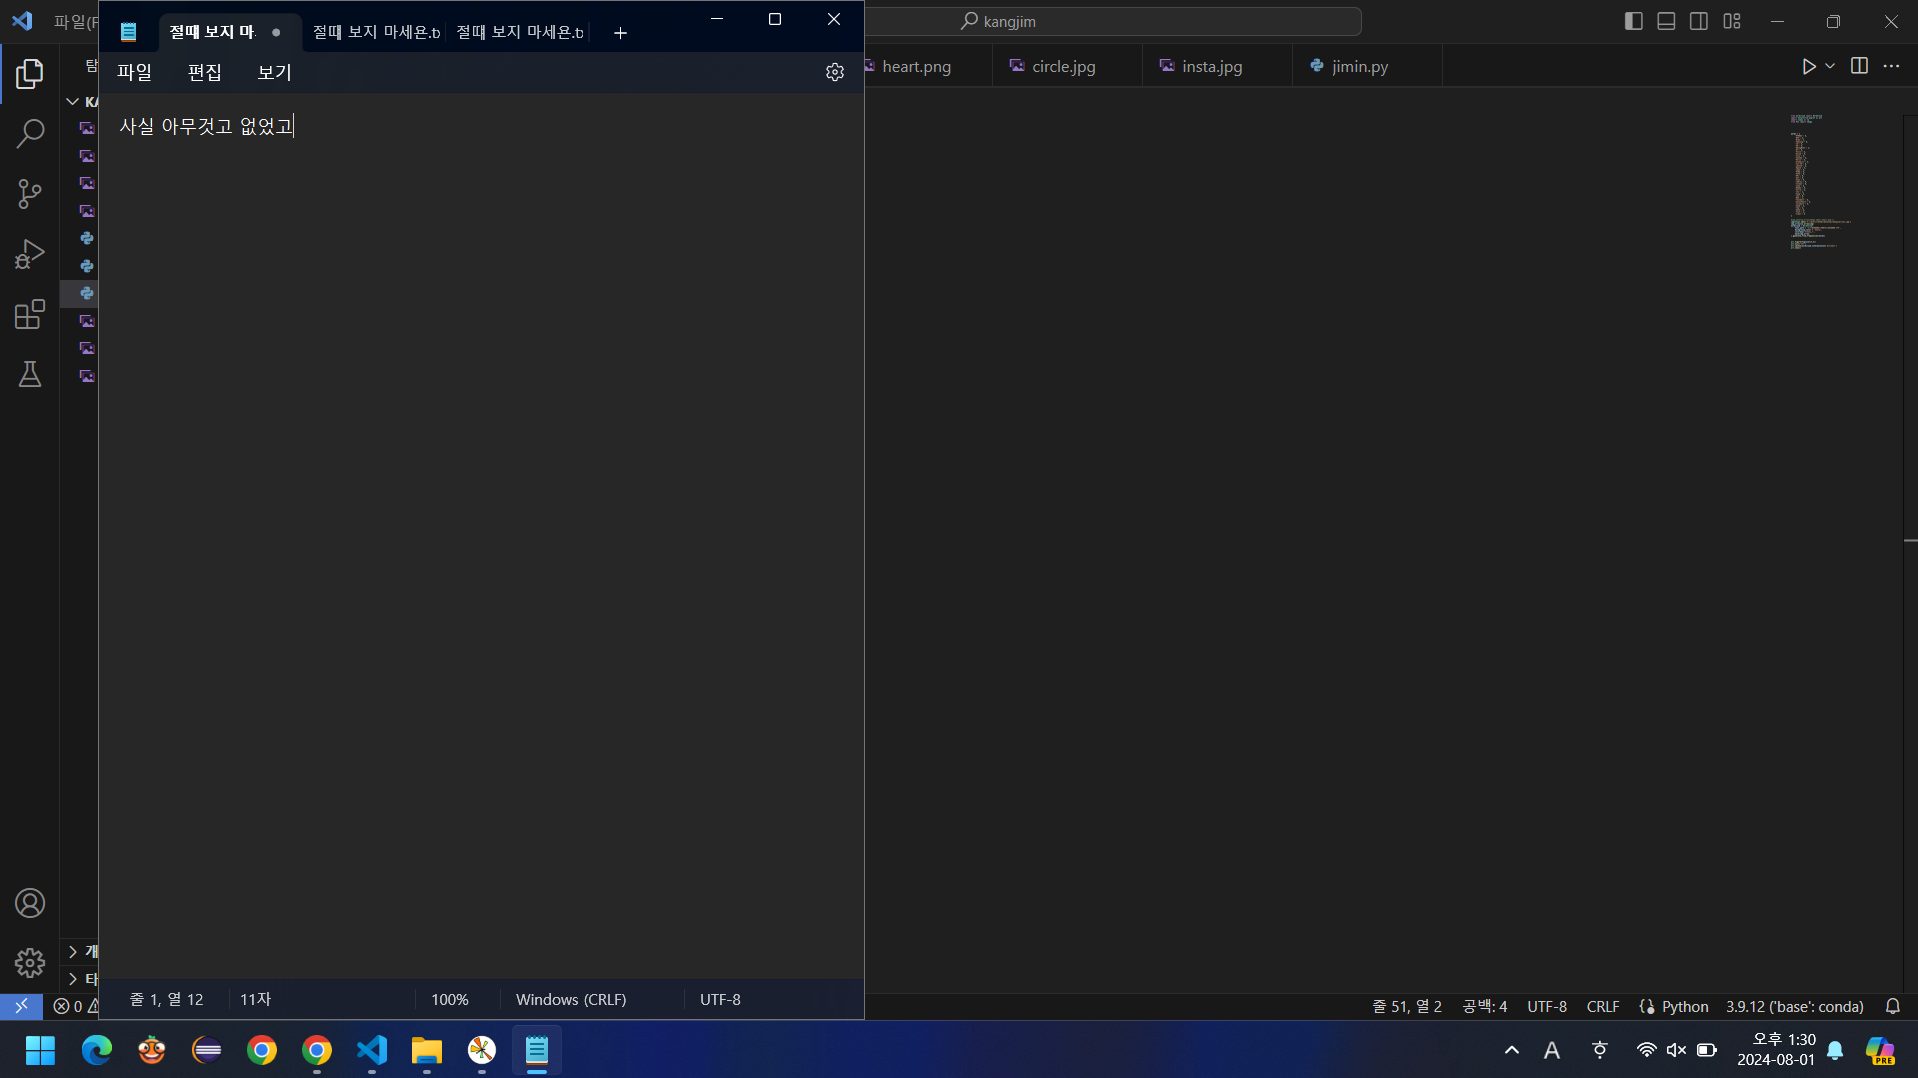 파일(F
kangjim
절때 보지 마
절때 보지 마세요.t
절때 보지 마세요.t
파일
편집
보기
heart.png
circle.jpg
insta.jpg
jimin.py
탐
KA
사실 아무것고 없었고
개
타
줄 1, 열 12
11자
100%
Windows (CRLF)
UTF-8
0
줄 51, 열 2
공백: 4
UTF-8
CRLF
Python
3.9.12 ('base': conda)
A
오후 1:30
2024-08-01
PRE